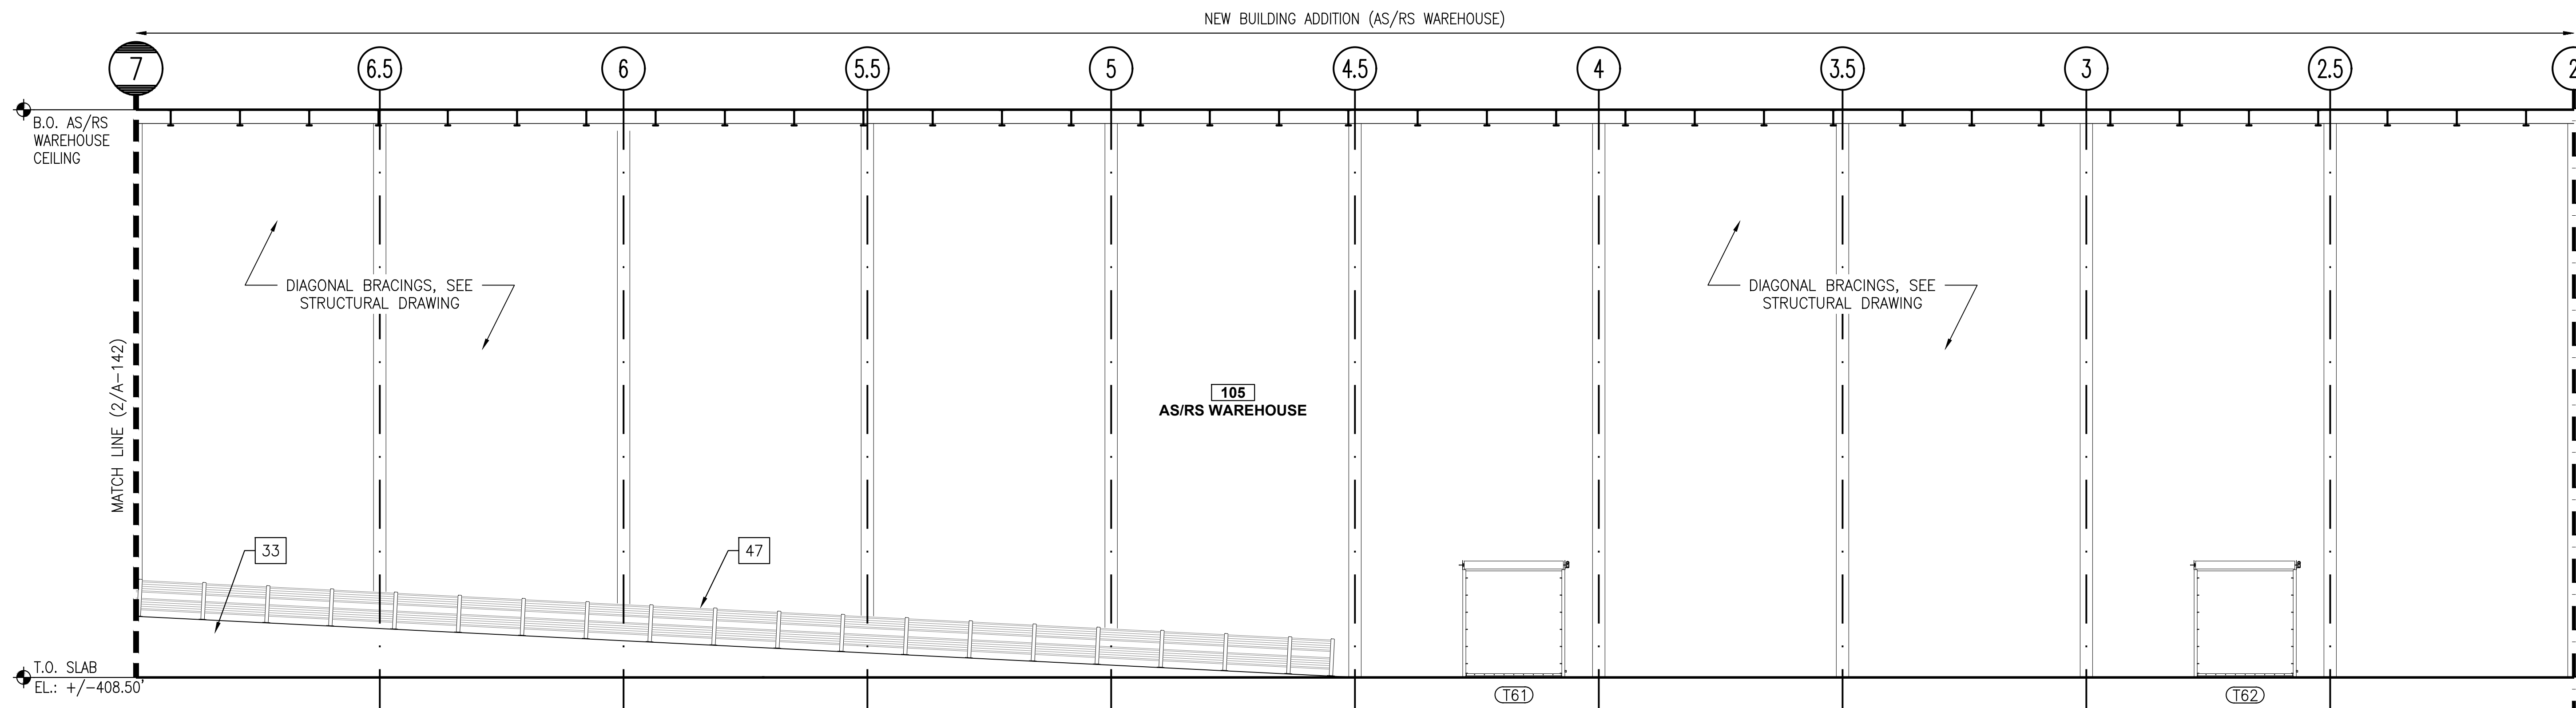 NEW BUILDING ADDITION (AS/RS WAREHOUSE)
7
6.5
6
5.5
5
4.5
4
3.5
3
2.5
2
B.O. AS/RS
WAREHOUSE
CEILING
DIAGONAL BRACINGS, SEE
STRUCTURAL DRAWING
DIAGONAL BRACINGS, SEE
STRUCTURAL DRAWING
MATCH LINE (2/A-142)
105
AS/RS WAREHOUSE
33
47
T.O. SLAB
EL.: +/-408.50'
T61
T62